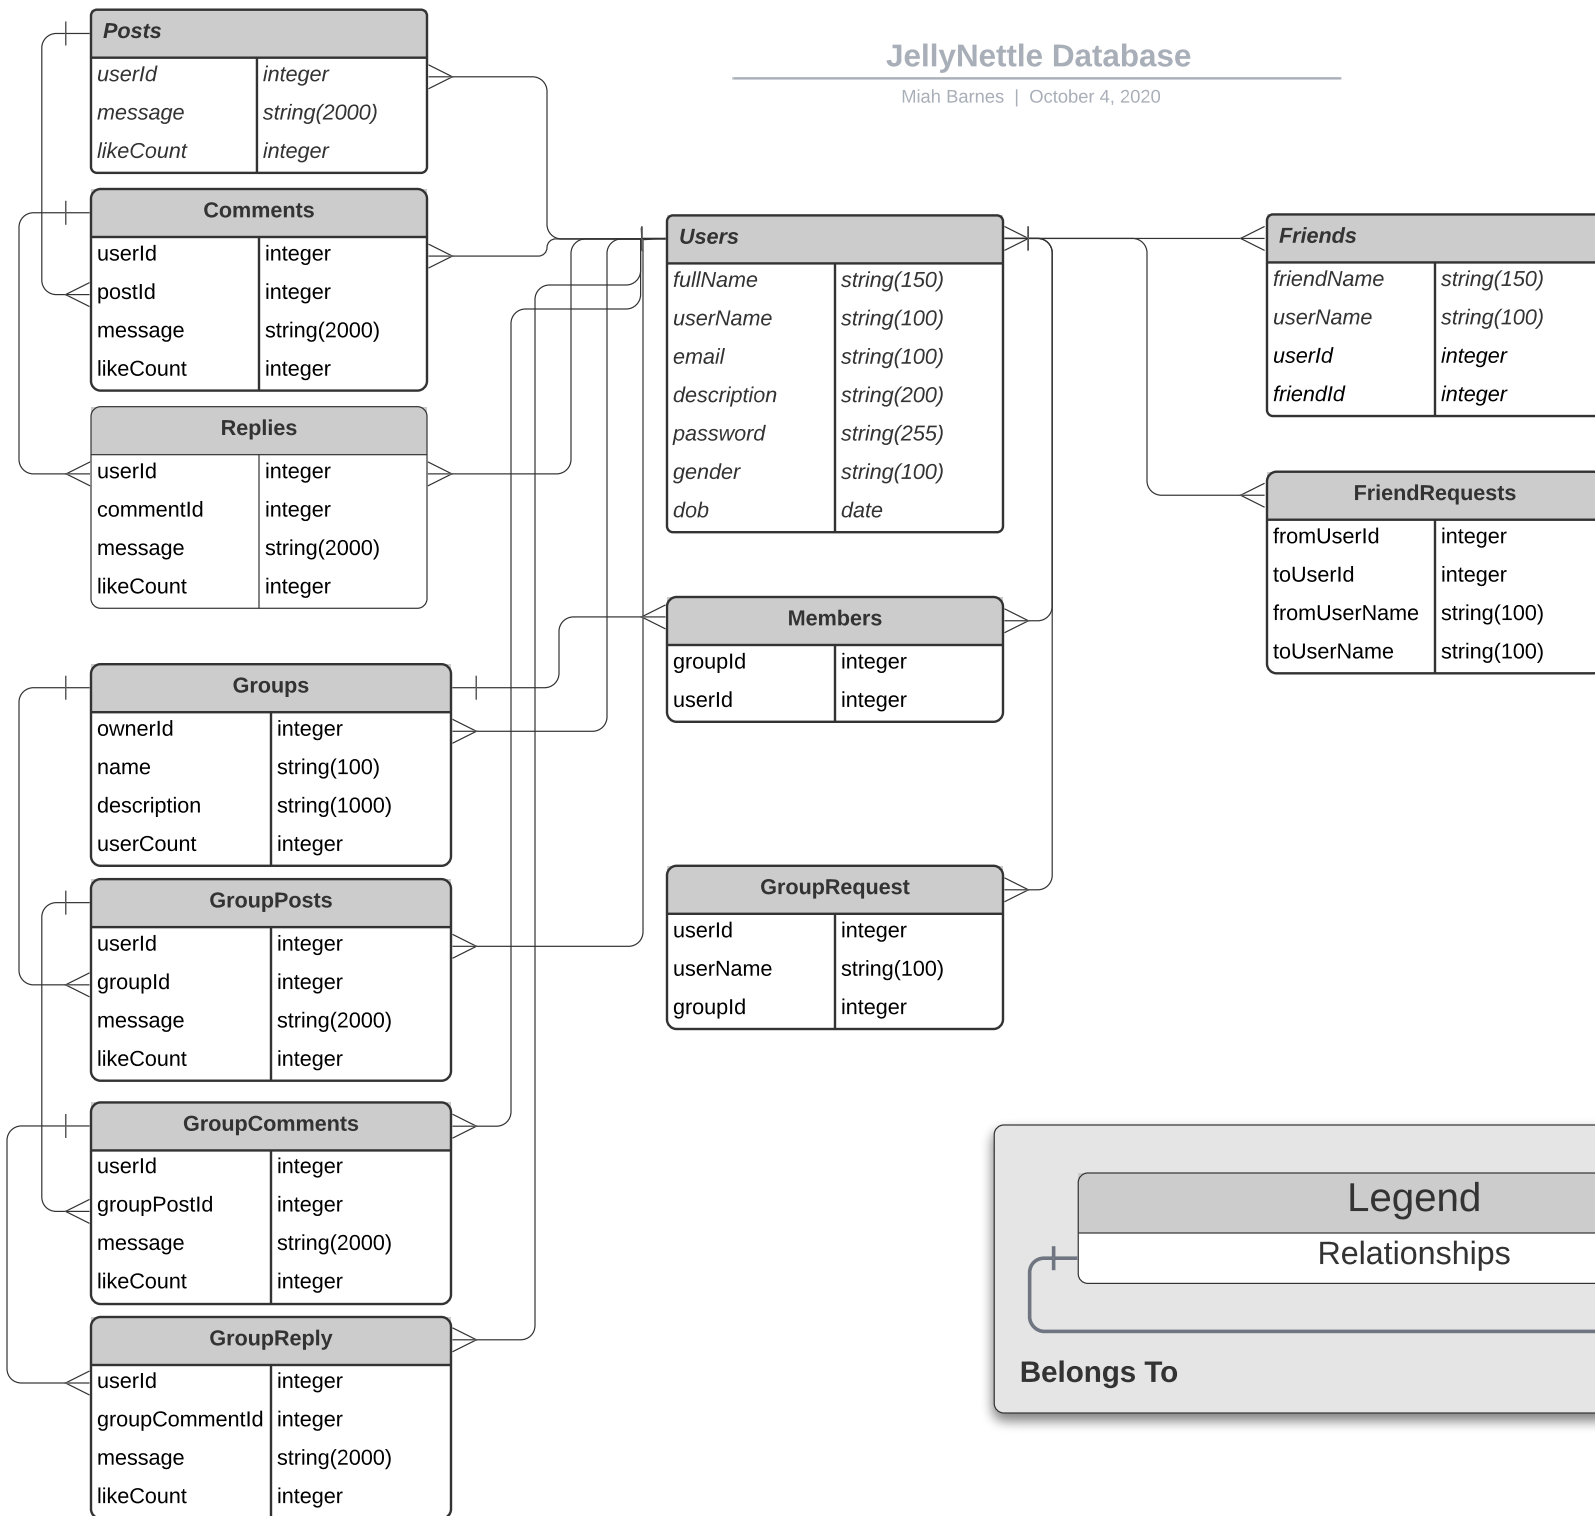 JellyNettle Database
Miah Barnes | October 4, 2020
Posts
userId integer
message string(2000)
likeCount integer
Comments
userId integer
postId integer
message string(2000)
likeCount integer
Replies
userId integer
commentId integer
message string(2000)
likeCount integer
Groups
ownerId integer
name string(100)
description string(1000)
userCount integer
GroupPosts
userId integer
groupId integer
message string(2000)
likeCount integer
GroupComments
userId integer
groupPostId integer
message string(2000)
likeCount integer
GroupReply
userId integer
groupCommentId integer
message string(2000)
likeCount integer
Users
fullName string(150)
userName string(100)
email string(100)
description string(200)
password string(255)
gender string(100)
dob date
Members
groupId integer
userId integer
GroupRequest
userId integer
userName string(100)
groupId integer
Friends
friendName string(150)
userName string(100)
userId integer
friendId integer
FriendRequests
fromUserId integer
toUserId integer
fromUserName string(100)
toUserName string(100)
Legend
Relationships
Belongs To